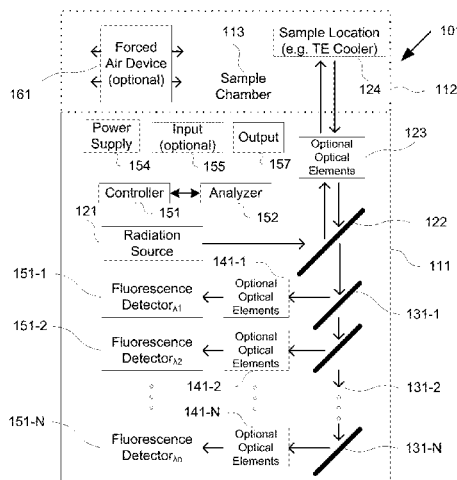 Forced
Air Device
(optional)
161
113
Sample
Chamber
Sample Location
(e.g. TE Cooler)
124
101
112
Power
Supply
154
Input
(optional)
155
Output
157
Optional
Optical
Elements
123
Controller
151
Analyzer
152
121
Radiation
Source
122
111
141-1
151-1
Fluorescence
Detectorλ1
Optional
Optical
Elements
131-1
151-2
Fluorescence
Detectorλ2
Optional
Optical
Elements
141-2
131-2
141-N
151-N
Fluorescence
Detectorλn
Optional
Optical
Elements
131-N